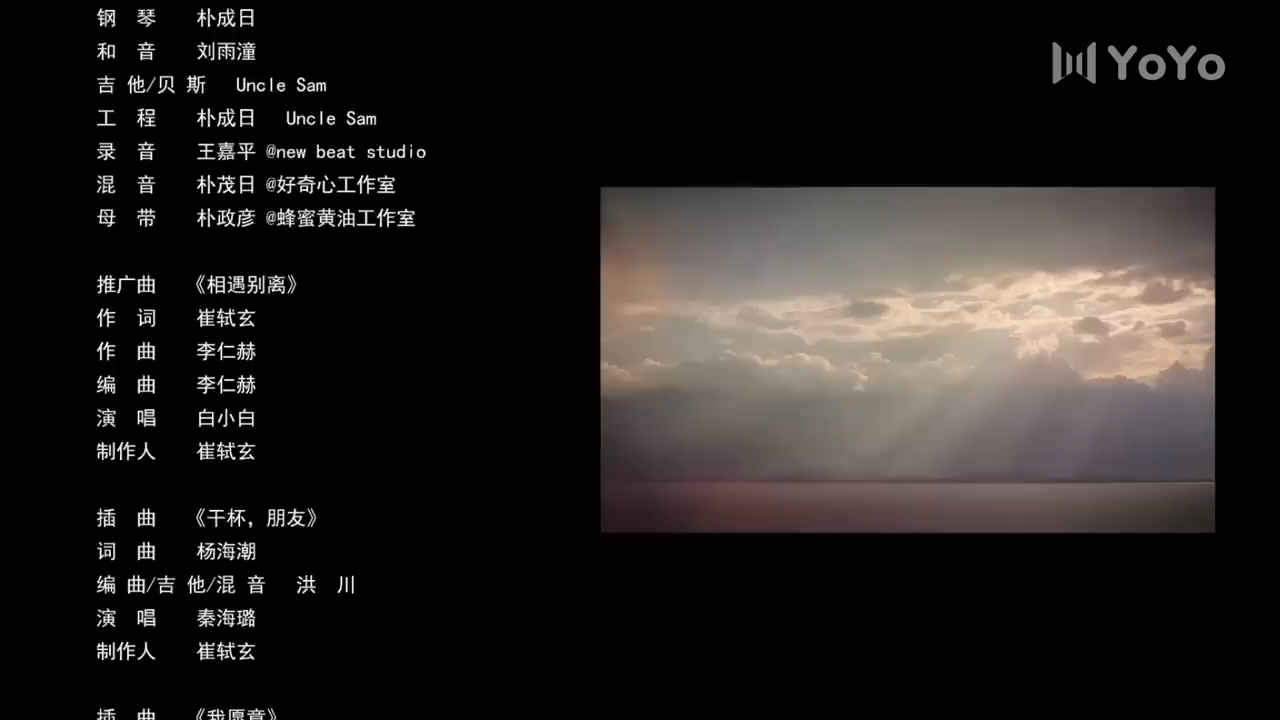 钢 琴 朴成日
和 音 刘雨潼
吉 他/贝 斯 Uncle Sam
工 程 朴成日 Uncle Sam
录 音 王嘉平 @new beat studio
混 音 朴茂日 @好奇心工作室
母 带 朴政彦 @蜂蜜黄油工作室
推广曲 《相遇别离》
作 词 崔轼玄
作 曲 李仁赫
编 曲 李仁赫
演 唱 白小白
制作人 崔轼玄
插 曲 《干杯，朋友》
词 曲 杨海潮
编 曲/吉 他/混 音 洪 川
演 唱 秦海璐
制作人 崔轼玄
插 曲 《我愿意》
YoYo